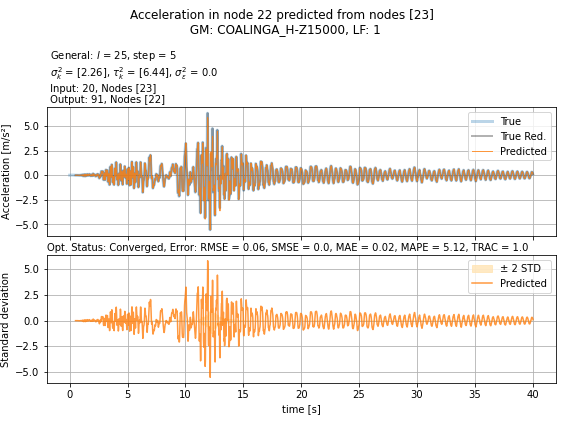 Acceleration in node 22 predicted from nodes [23]
GM: COALINGA_H-Z15000, LF: 1
General: l = 25, step = 5
σ²ₖ = [2.26], τ²ₖ = [6.44], σ²ε = 0.0
Input: 20, Nodes [23]
Output: 91, Nodes [22]
Acceleration [m/s²]
5.0
2.5
0.0
−2.5
−5.0
True
True Red.
Predicted
Opt. Status: Converged, Error: RMSE = 0.06, SMSE = 0.0, MAE = 0.02, MAPE = 5.12, TRAC = 1.0
Standard deviation
5.0
2.5
0.0
−2.5
−5.0
± 2 STD
Predicted
0 5 10 15 20 25 30 35 40
time [s]